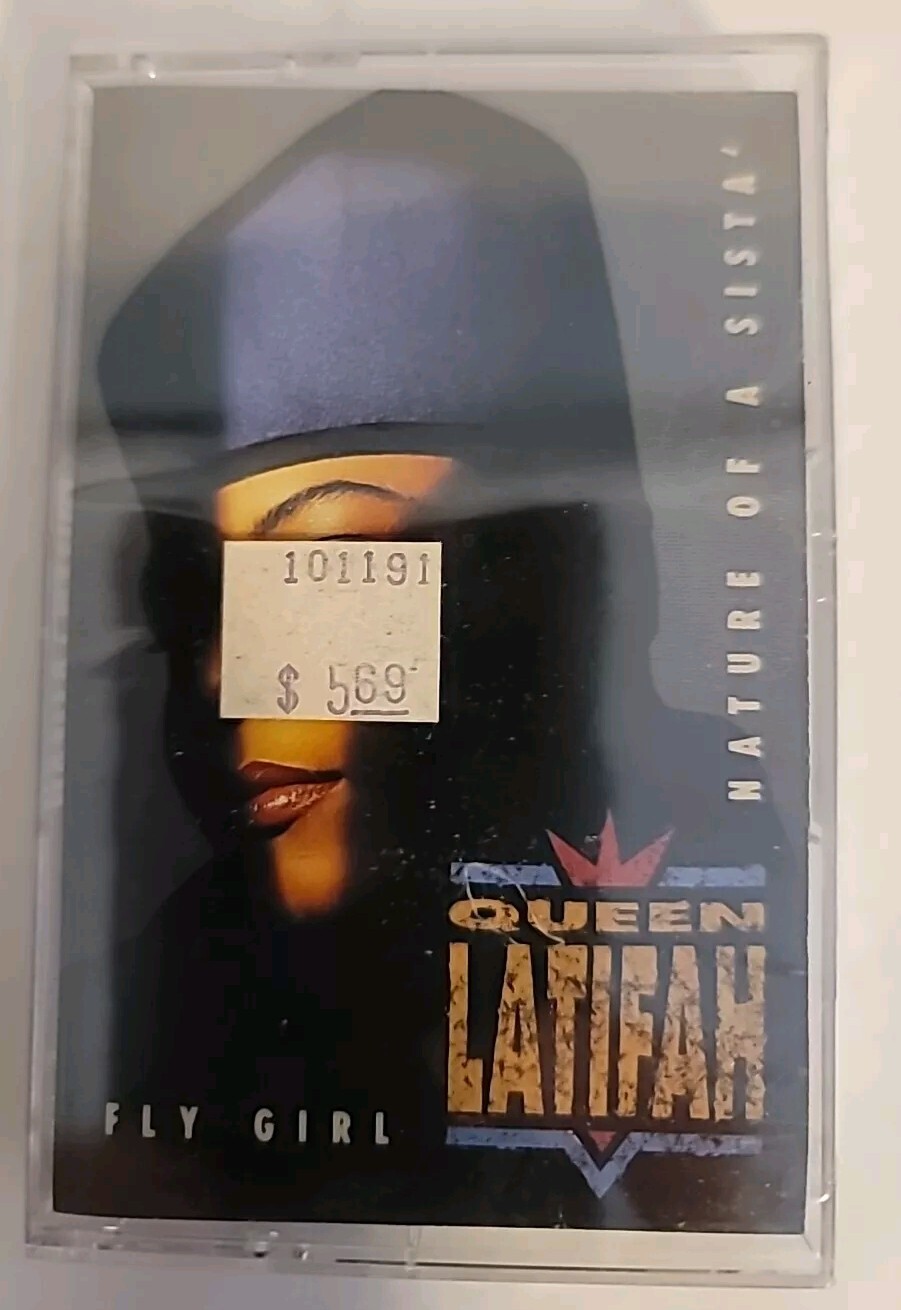 NATURE OF A SISTA'
101191
$ 569
QUEEN
LATIFAH
FLY GIRL